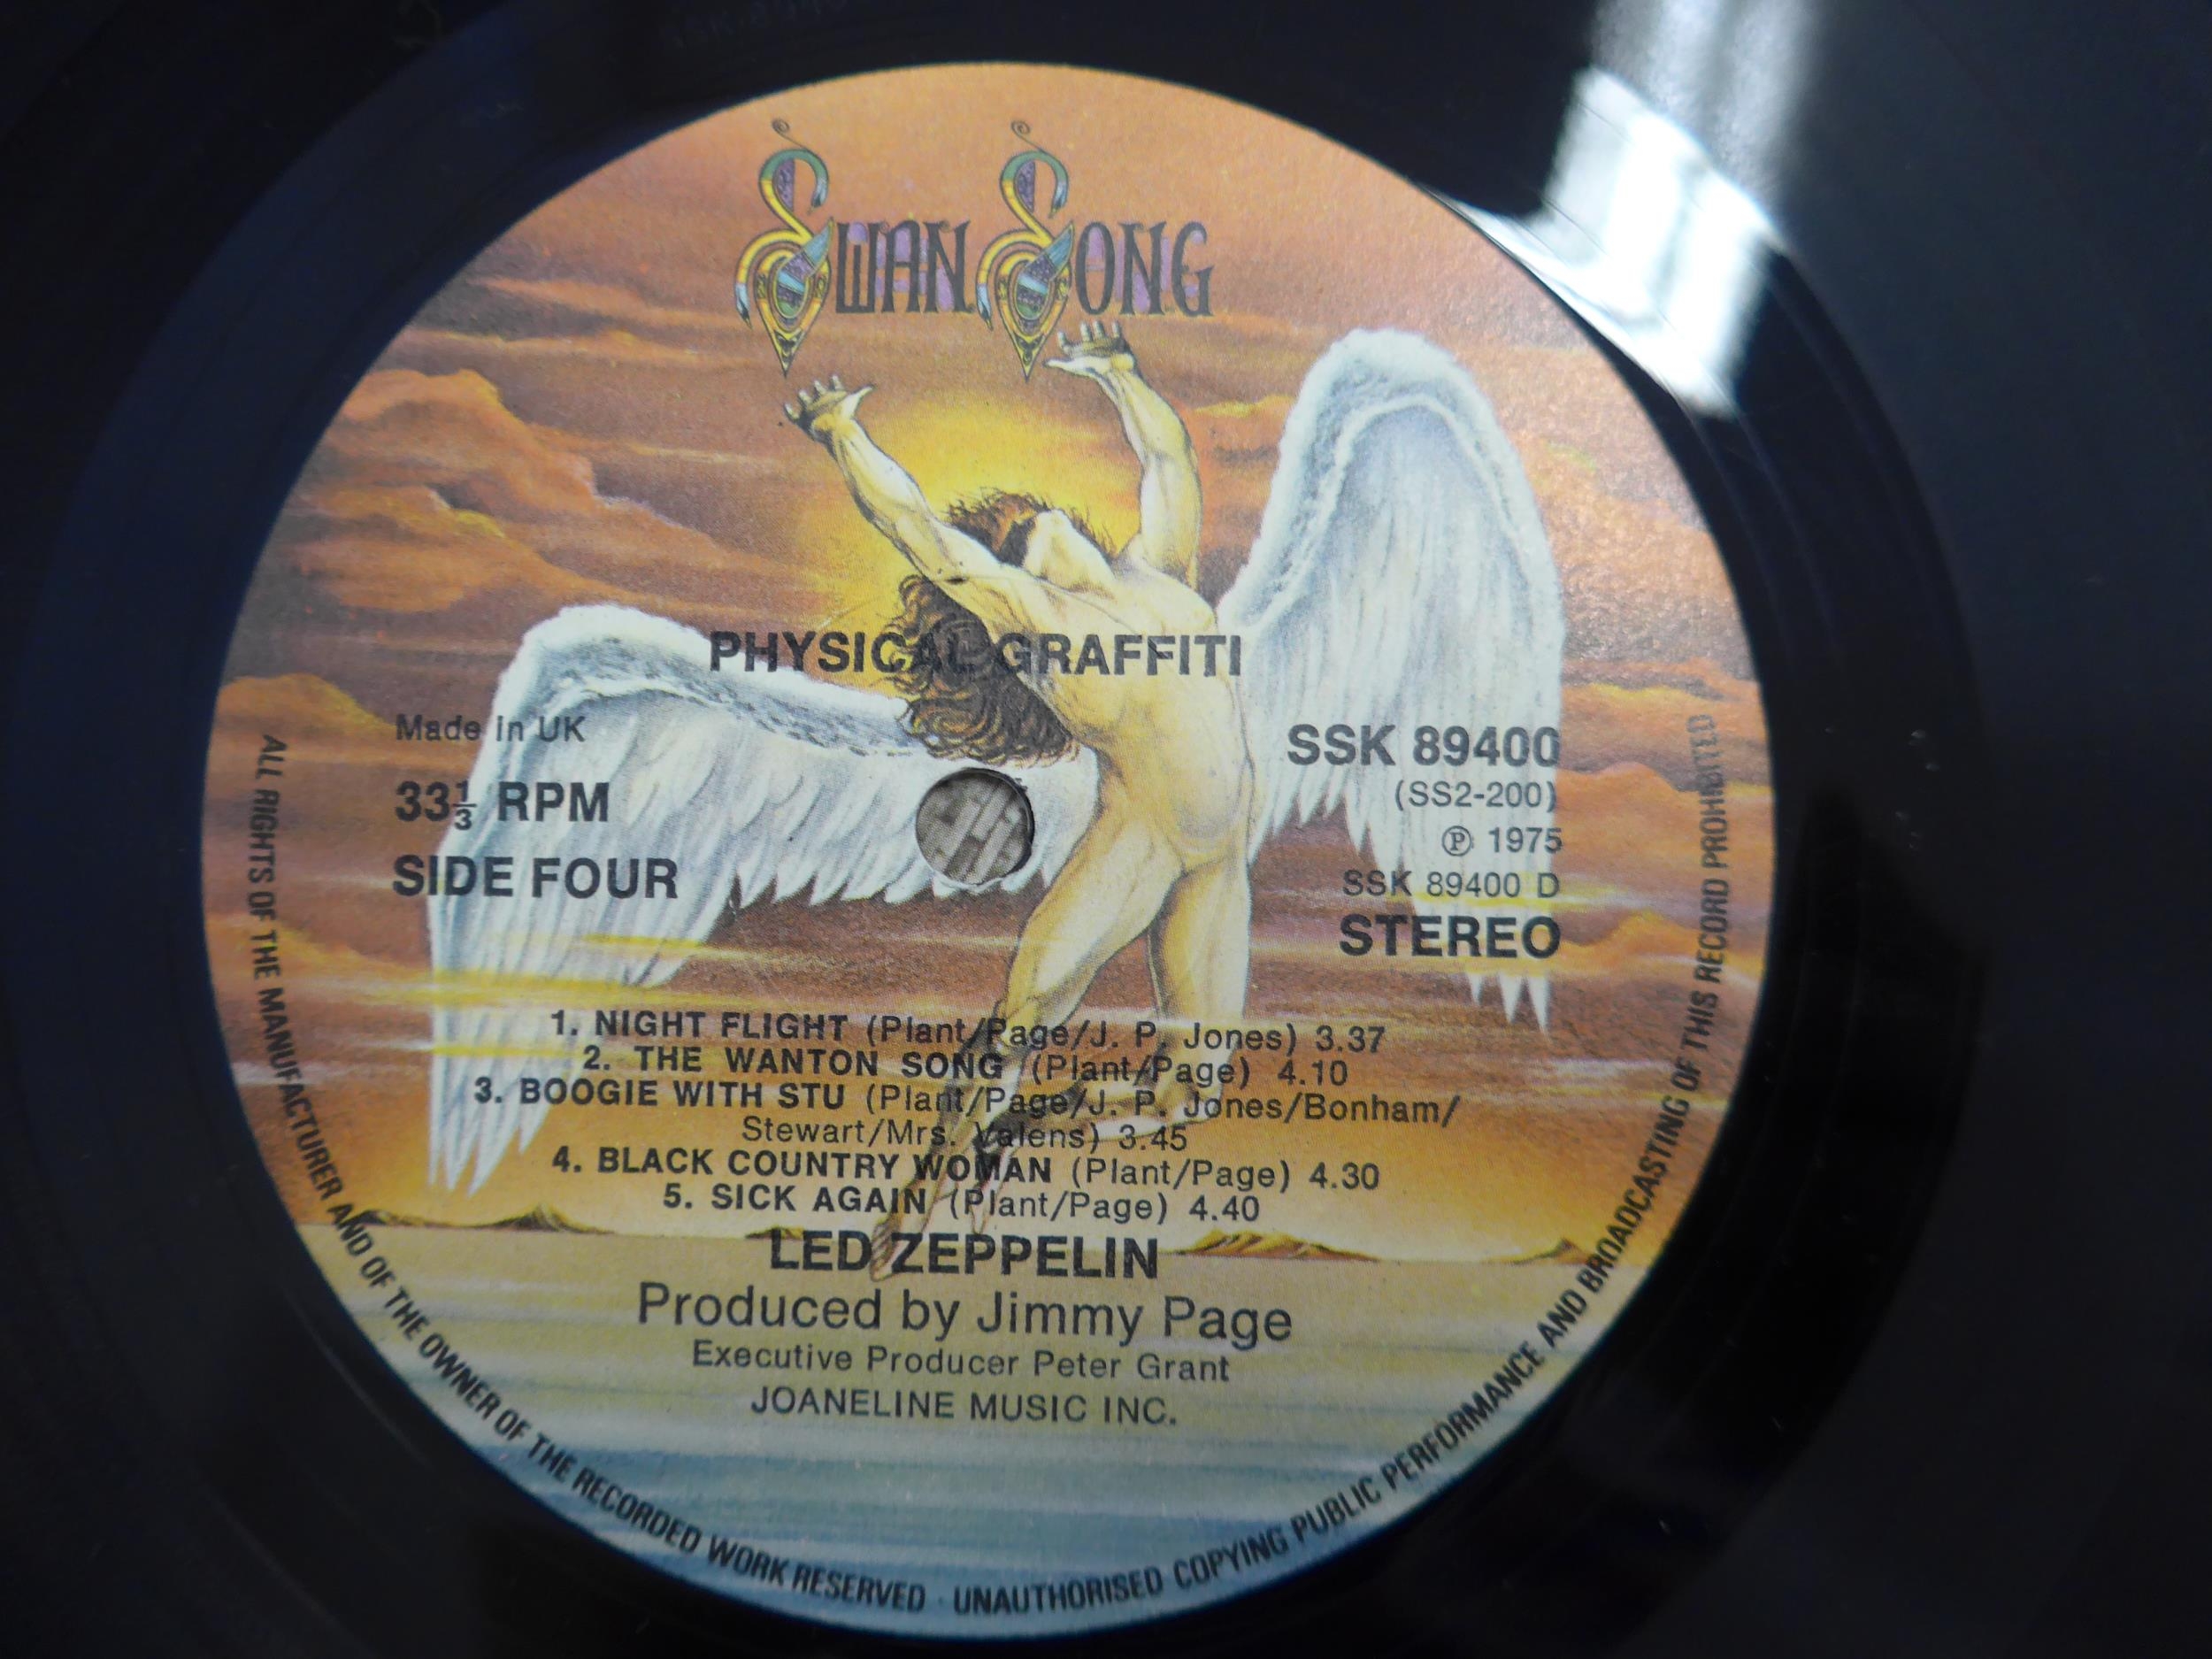 SWAN SONG
PHYSICAL GRAFFITI
Made in UK
33⅓ RPM
SIDE FOUR
SSK 89400
(SS2-200)
℗ 1975
SSK 89400 D
STEREO
1. NIGHT FLIGHT (Plant/Page/J. P. Jones) 3.37
2. THE WANTON SONG (Plant/Page) 4.10
3. BOOGIE WITH STU (Plant/Page/J. P. Jones/Bonham/
Stewart/Mrs. Valens) 3.45
4. BLACK COUNTRY WOMAN (Plant/Page) 4.30
5. SICK AGAIN (Plant/Page) 4.40
LED ZEPPELIN
Produced by Jimmy Page
Executive Producer Peter Grant
JOANELINE MUSIC INC.
ALL RIGHTS OF THE MANUFACTURER AND OF THE OWNER OF THE RECORDED WORK RESERVED · UNAUTHORISED COPYING PUBLIC PERFORMANCE AND BROADCASTING OF THIS RECORD PROHIBITED